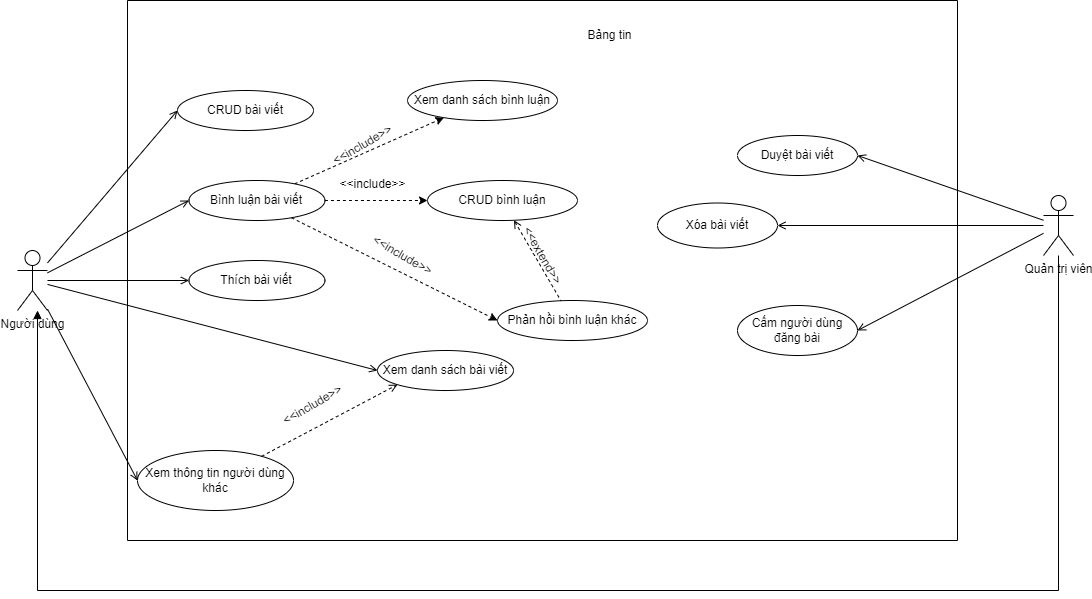 Bảng tin
Xem danh sách bình luận
CRUD bài viết
<<include>>
Duyệt bài viết
<<include>>
Bình luận bài viết
CRUD bình luận
Xóa bài viết
<<include>>
<<extend>>
Quản trị viên
Thích bài viết
Người dùng
Phản hồi bình luận khác
Cấm người dùng
đăng bài
Xem danh sách bài viết
<<include>>
Xem thông tin người dùng
khác